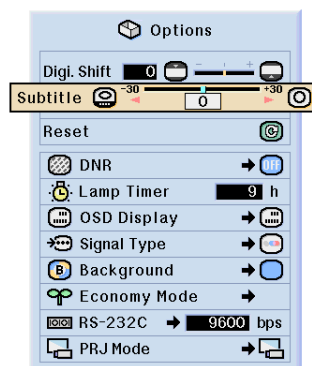 Options
Digi. Shift 0 - +
Subtitle -30 0 +30
Reset
DNR OFF
Lamp Timer 9 h
OSD Display
Signal Type
B Background
Economy Mode
RS-232C 9600 bps
PRJ Mode